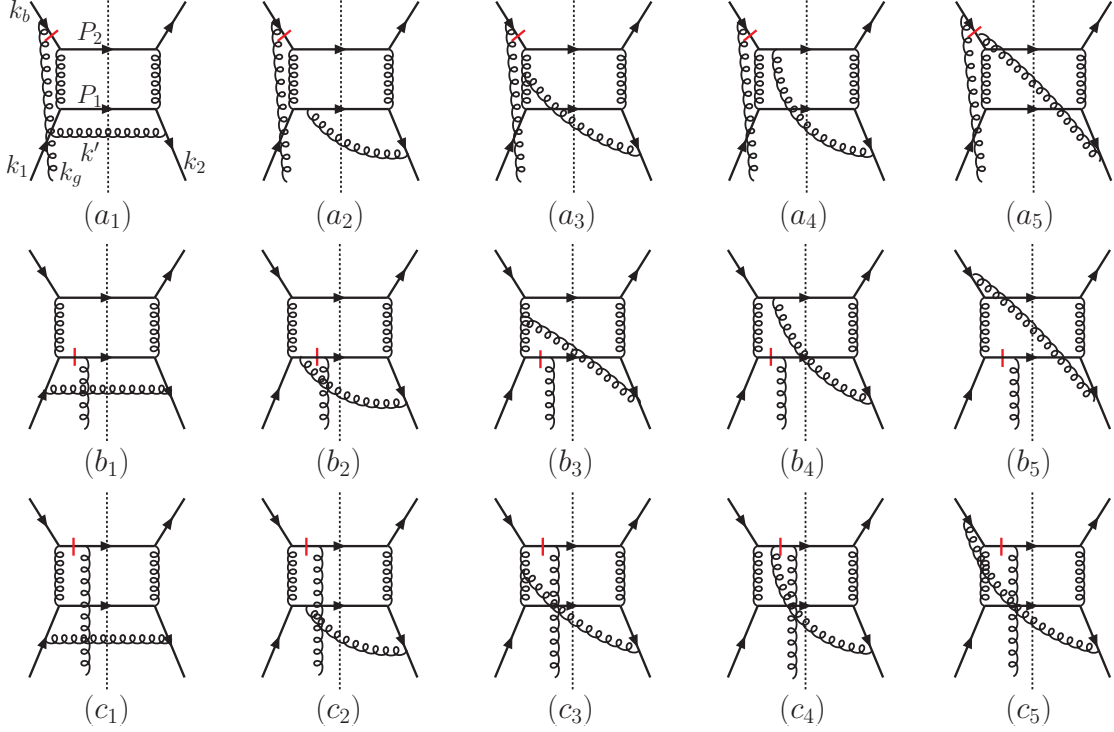 k_b
P_2
P_1
k'
k_1
k_g
k_2
(a_1) (a_2) (a_3) (a_4) (a_5)
(b_1) (b_2) (b_3) (b_4) (b_5)
(c_1) (c_2) (c_3) (c_4) (c_5)